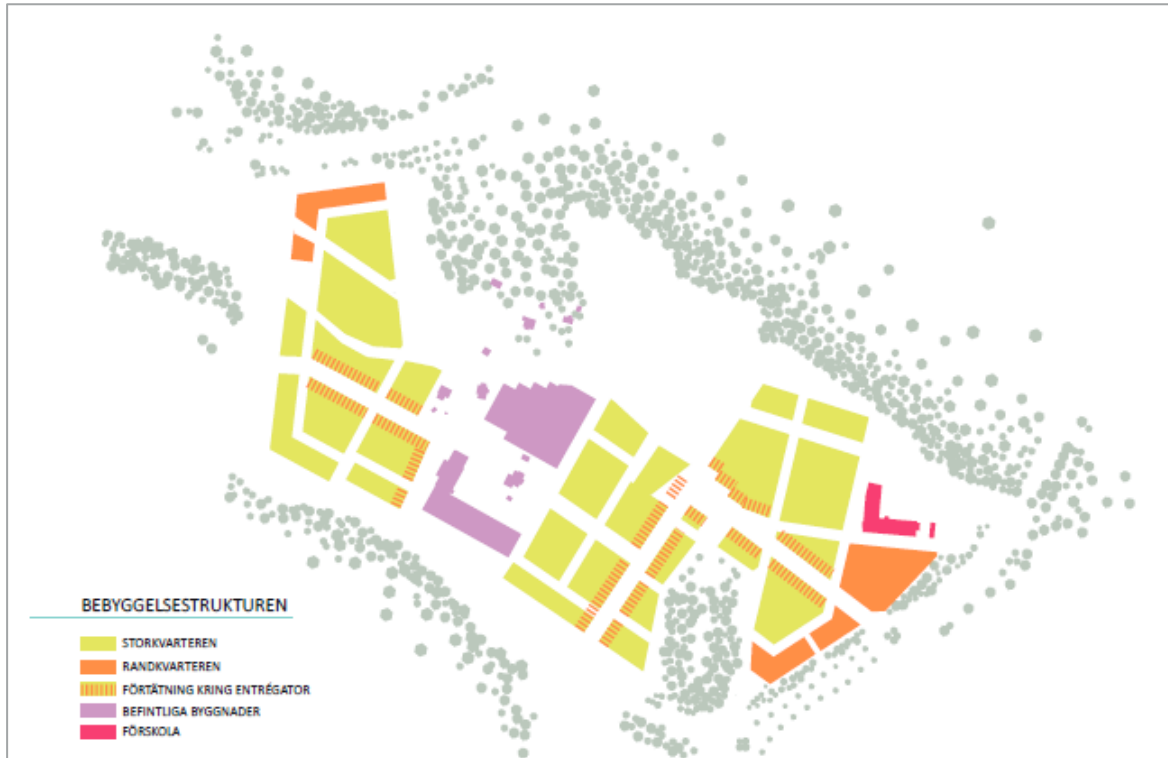 BEBYGGELSESTRUKTUREN
STORKVARTEREN
RANDKVARTEREN
FÖRTÄTNING KRING ENTRÉGATOR
BEFINTLIGA BYGGNADER
FÖRSKOLA